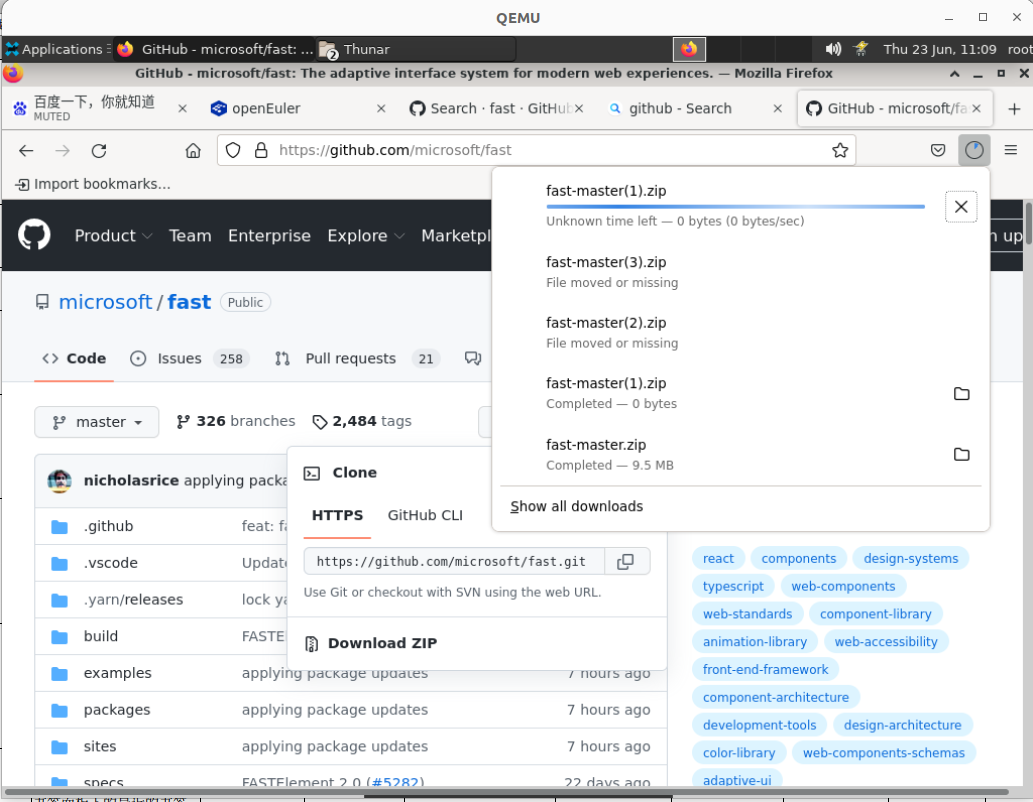 QEMU
Applications
GitHub - microsoft/fast: ...
2
Thunar
Thu 23 Jun, 11:09
root
GitHub - microsoft/fast: The adaptive interface system for modern web experiences. — Mozilla Firefox
百度一下，你就知道
MUTED
openEuler
Search · fast · GitHub
github - Search
GitHub - microsoft/fa
https://github.com/microsoft/fast
Import bookmarks...
fast-master(1).zip
Unknown time left — 0 bytes (0 bytes/sec)
fast-master(3).zip
File moved or missing
fast-master(2).zip
File moved or missing
fast-master(1).zip
Completed — 0 bytes
fast-master.zip
Completed — 9.5 MB
Show all downloads
Product
Team
Enterprise
Explore
Marketpl
n up
microsoft / fast
Public
Code
Issues 258
Pull requests 21
master
326 branches
2,484 tags
nicholasrice applying packa
Clone
HTTPS
GitHub CLI
https://github.com/microsoft/fast.git
Use Git or checkout with SVN using the web URL.
Download ZIP
.github feat: fa
.vscode Update
.yarn/releases lock ya
build FASTE
examples applying package updates 7 hours ago
packages applying package updates 7 hours ago
sites applying package updates 7 hours ago
specs FASTElement 2.0 (#5282) 22 days ago
react components design-systems
typescript web-components
web-standards component-library
animation-library web-accessibility
front-end-framework
component-architecture
development-tools design-architecture
color-library web-components-schemas
adaptive-ui